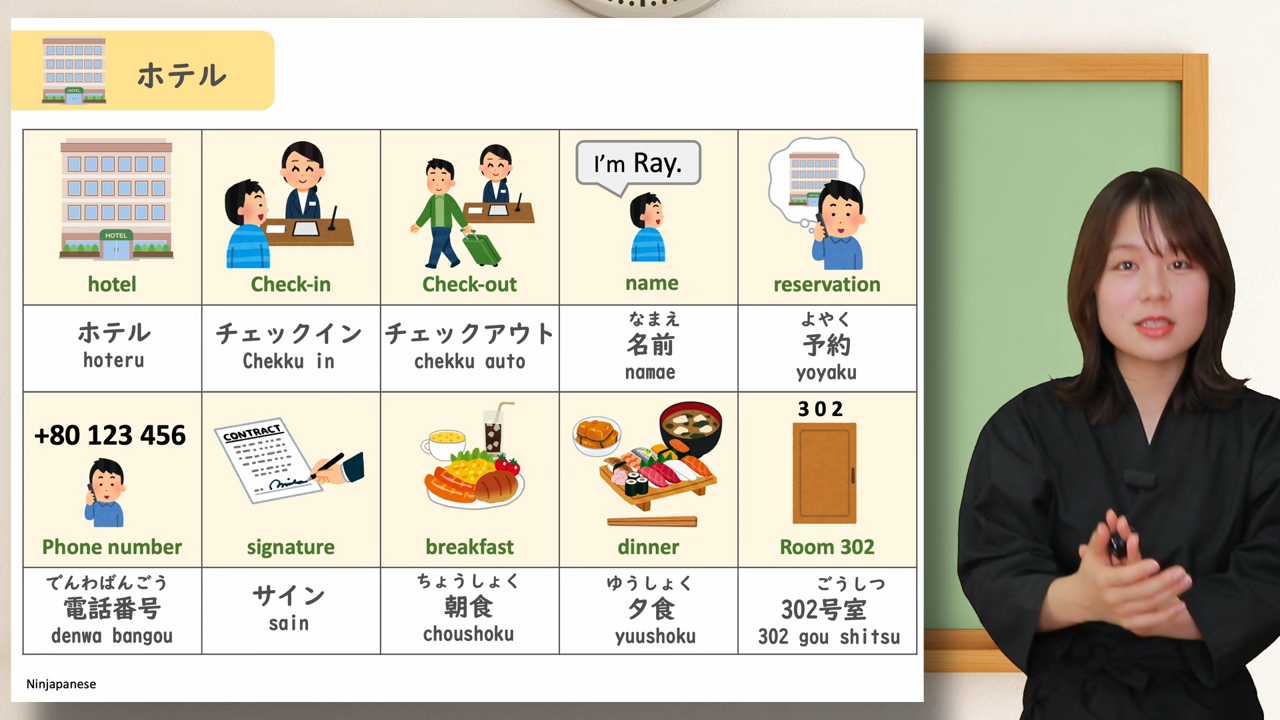 ホテル
HOTEL
I'm Ray.
hotel
Check-in
Check-out
name
reservation
ホテル
hoteru
チェックイン
Chekku in
チェックアウト
chekku auto
なまえ
名前
namae
よやく
予約
yoyaku
+80 123 456
CONTRACT
302
Phone number
signature
breakfast
dinner
Room 302
でんわばんごう
電話番号
denwa bangou
サイン
sain
ちょうしょく
朝食
choushoku
ゆうしょく
夕食
yuushoku
ごうしつ
302号室
302 gou shitsu
Ninjapanese